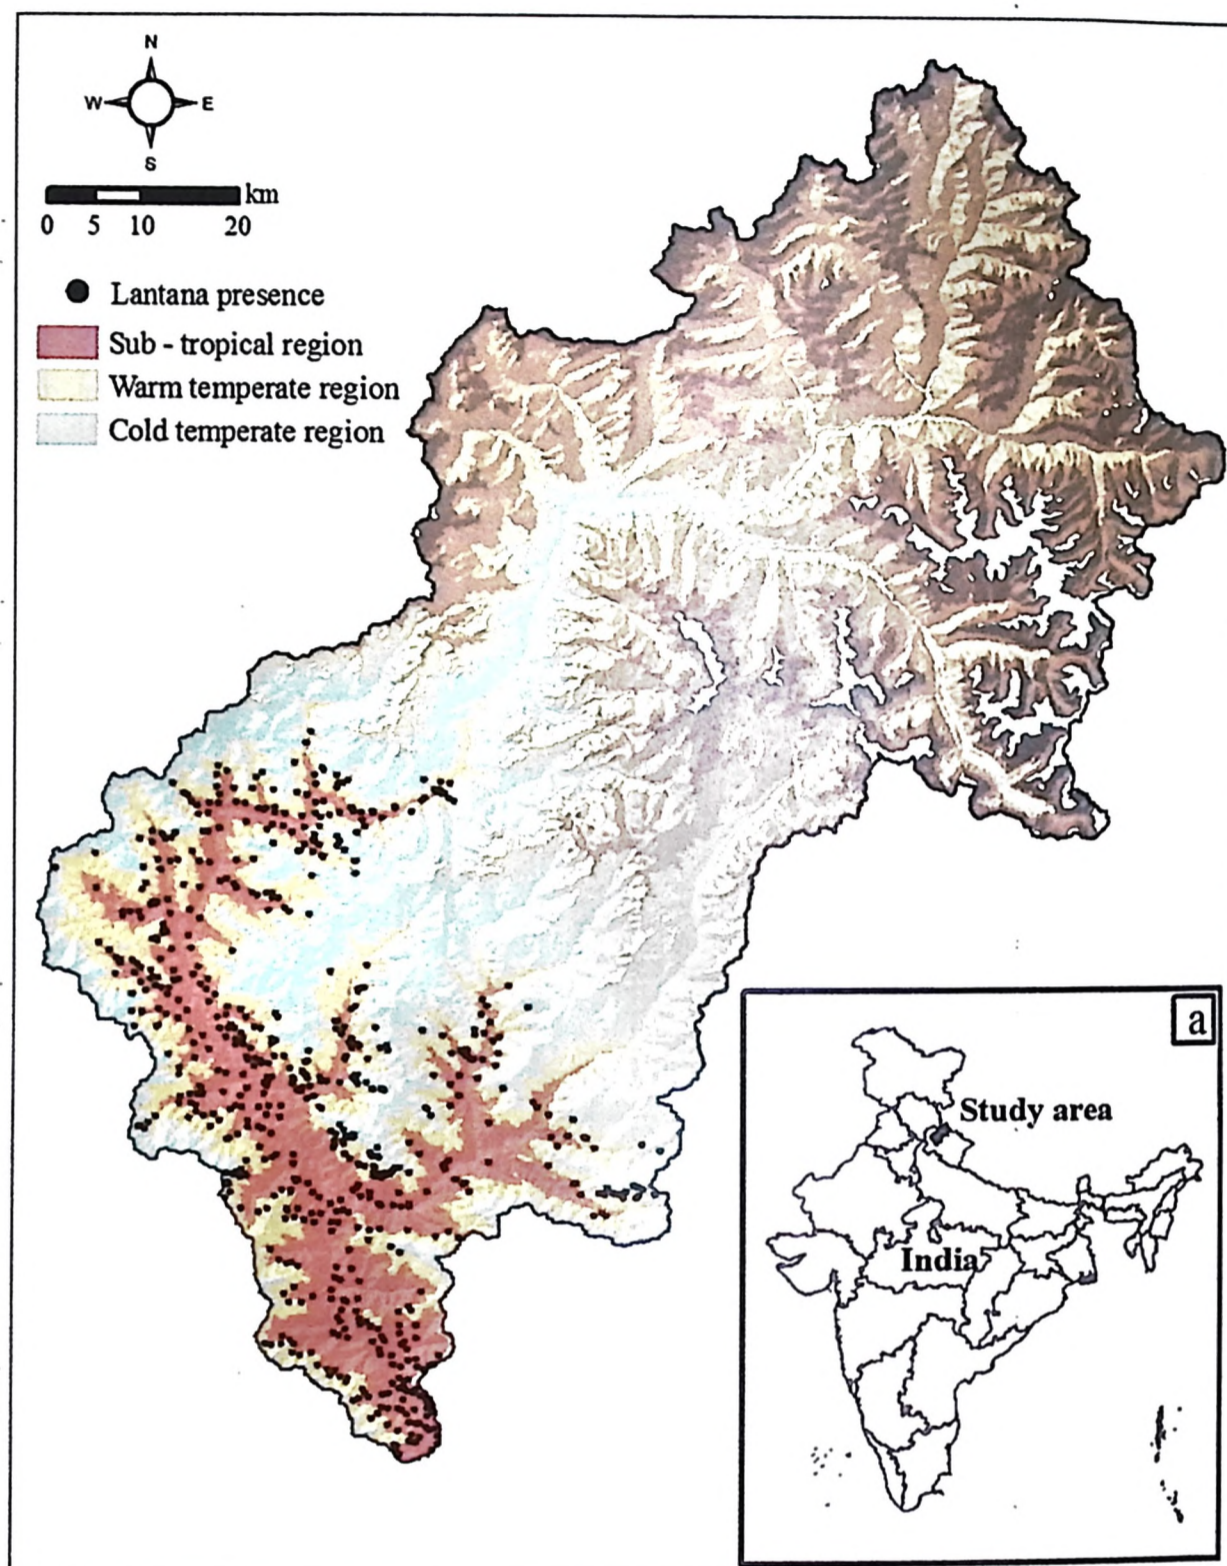 N
W E
S
km
0 5 10 20
Lantana presence
Sub - tropical region
Warm temperate region
Cold temperate region
a
Study area
India